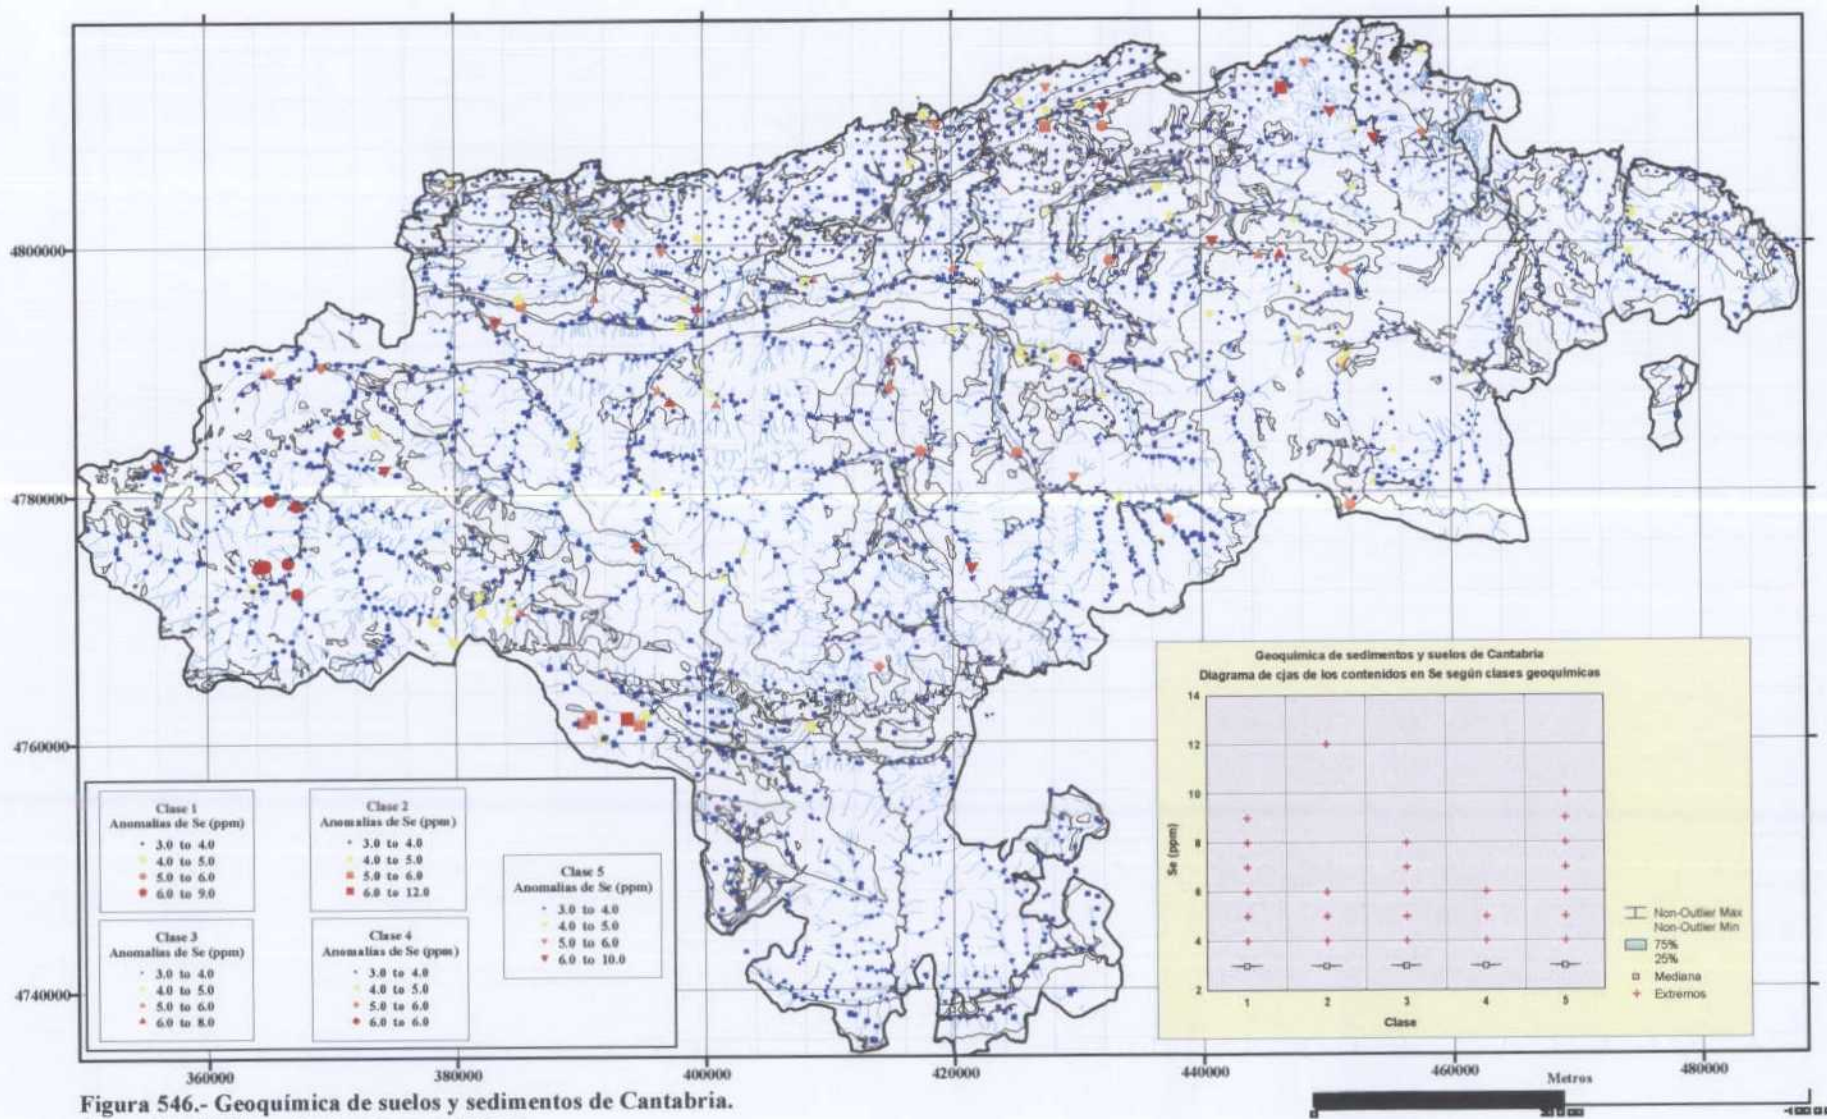 4800000
4780000
4760000
4740000
360000
380000
400000
420000
440000
460000
480000
Clase 1
Anomalías de Se (ppm)
3.0 to 4.0
4.0 to 5.0
5.0 to 6.0
6.0 to 9.0
Clase 2
Anomalías de Se (ppm)
3.0 to 4.0
4.0 to 5.0
5.0 to 6.0
6.0 to 12.0
Clase 3
Anomalías de Se (ppm)
3.0 to 4.0
4.0 to 5.0
5.0 to 6.0
6.0 to 8.0
Clase 4
Anomalías de Se (ppm)
3.0 to 4.0
4.0 to 5.0
5.0 to 6.0
6.0 to 6.0
Clase 5
Anomalías de Se (ppm)
3.0 to 4.0
4.0 to 5.0
5.0 to 6.0
6.0 to 10.0
Geoquímica de sedimentos y suelos de Cantabria
Diagrama de cjas de los contenidos en Se según clases geoquímicas
Se (ppm)
14
12
10
8
6
4
2
1
2
3
4
5
Clase
Non-Outlier Max
Non-Outlier Min
75%
25%
Mediana
Extremos
Metros
0
Figura 546.- Geoquímica de suelos y sedimentos de Cantabria.